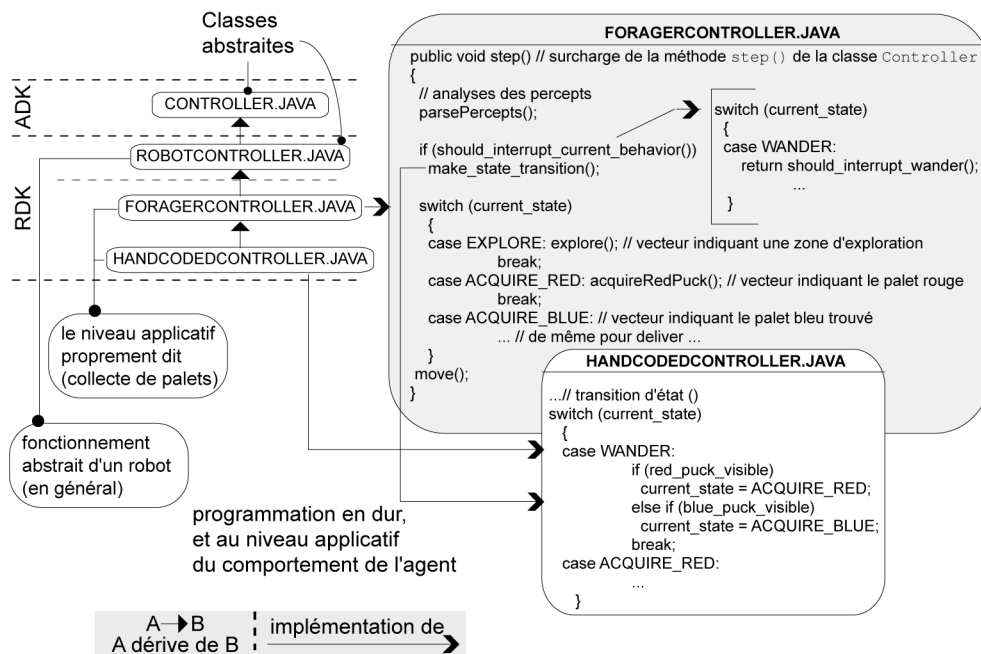 Classes
abstraites
ADK
CONTROLLER.JAVA
RDK
ROBOTCONTROLLER.JAVA
FORAGERCONTROLLER.JAVA
HANDCODEDCONTROLLER.JAVA
le niveau applicatif
proprement dit
(collecte de palets)
fonctionnement
abstrait d'un robot
(en général)
programmation en dur,
et au niveau applicatif
du comportement de l'agent
FORAGERCONTROLLER.JAVA
public void step() // surcharge de la méthode step() de la classe Controller
{
// analyses des percepts
parsePercepts();
if (should_interrupt_current_behavior())
make_state_transition();
switch (current_state)
{
case EXPLORE: explore(); // vecteur indiquant une zone d'exploration
break;
case ACQUIRE_RED: acquireRedPuck(); // vecteur indiquant le palet rouge
break;
case ACQUIRE_BLUE: // vecteur indiquant le palet bleu trouvé
... // de même pour deliver ...
}
move();
}
switch (current_state)
{
case WANDER:
return should_interrupt_wander();
...
}
HANDCODEDCONTROLLER.JAVA
...// transition d'état ()
switch (current_state)
{
case WANDER:
if (red_puck_visible)
current_state = ACQUIRE_RED;
else if (blue_puck_visible)
current_state = ACQUIRE_BLUE;
break;
case ACQUIRE_RED:
...
}
A B
A dérive de B
implémentation de